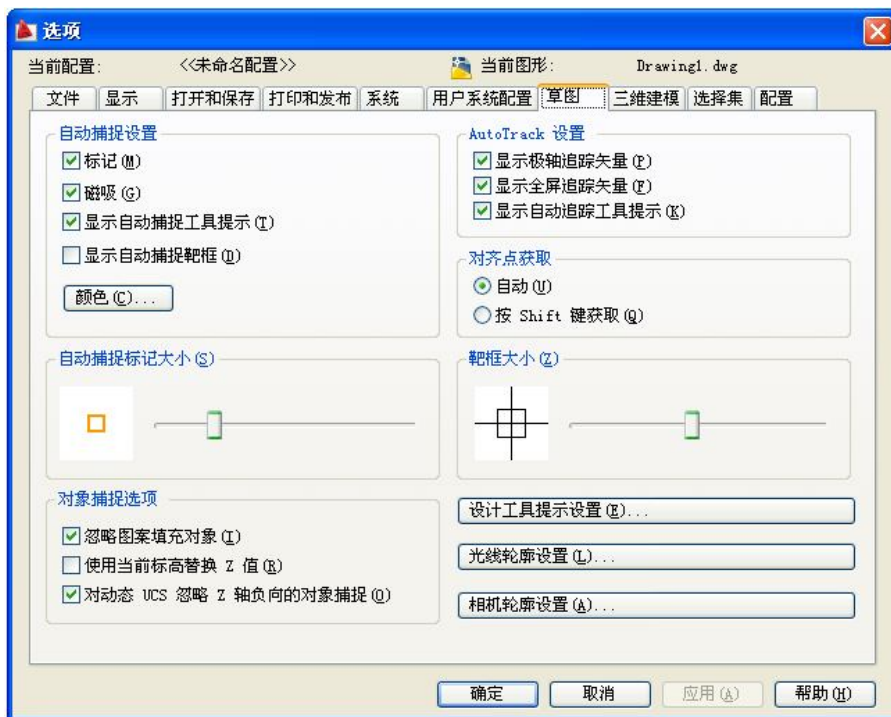 选项
当前配置: <<未命名配置>> 当前图形: Drawing1.dwg
文件 显示 打开和保存 打印和发布 系统 用户系统配置 草图 三维建模 选择集 配置
自动捕捉设置
标记(M)
磁吸(G)
显示自动捕捉工具提示(T)
显示自动捕捉靶框(D)
颜色(C)...
AutoTrack 设置
显示极轴追踪矢量(P)
显示全屏追踪矢量(F)
显示自动追踪工具提示(K)
对齐点获取
自动(U)
按 Shift 键获取(Q)
自动捕捉标记大小(S)
靶框大小(Z)
对象捕捉选项
忽略图案填充对象(I)
使用当前标高替换 Z 值(R)
对动态 UCS 忽略 Z 轴负向的对象捕捉(O)
设计工具提示设置(E)...
光线轮廓设置(L)...
相机轮廓设置(A)...
确定 取消 应用(A) 帮助(H)